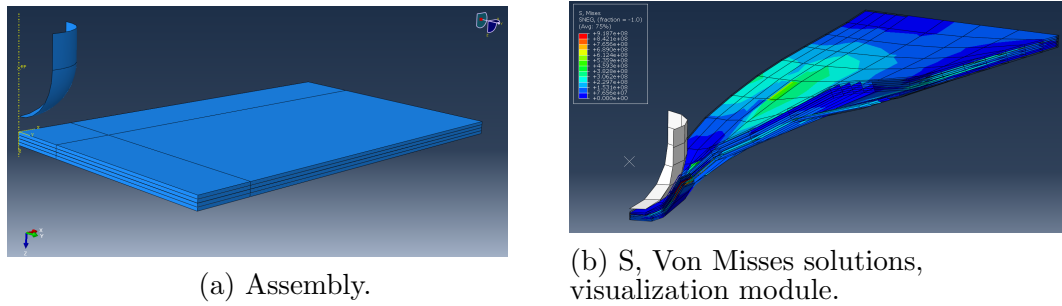 S, Mises
SNEG, (fraction = -1.0)
(Avg: 75%)
+9.187e+08
+8.421e+08
+7.656e+08
+6.890e+08
+6.124e+08
+5.359e+08
+4.593e+08
+3.828e+08
+3.062e+08
+2.297e+08
+1.531e+08
+7.656e+07
+0.000e+00
(a) Assembly.
(b) S, Von Misses solutions,
visualization module.